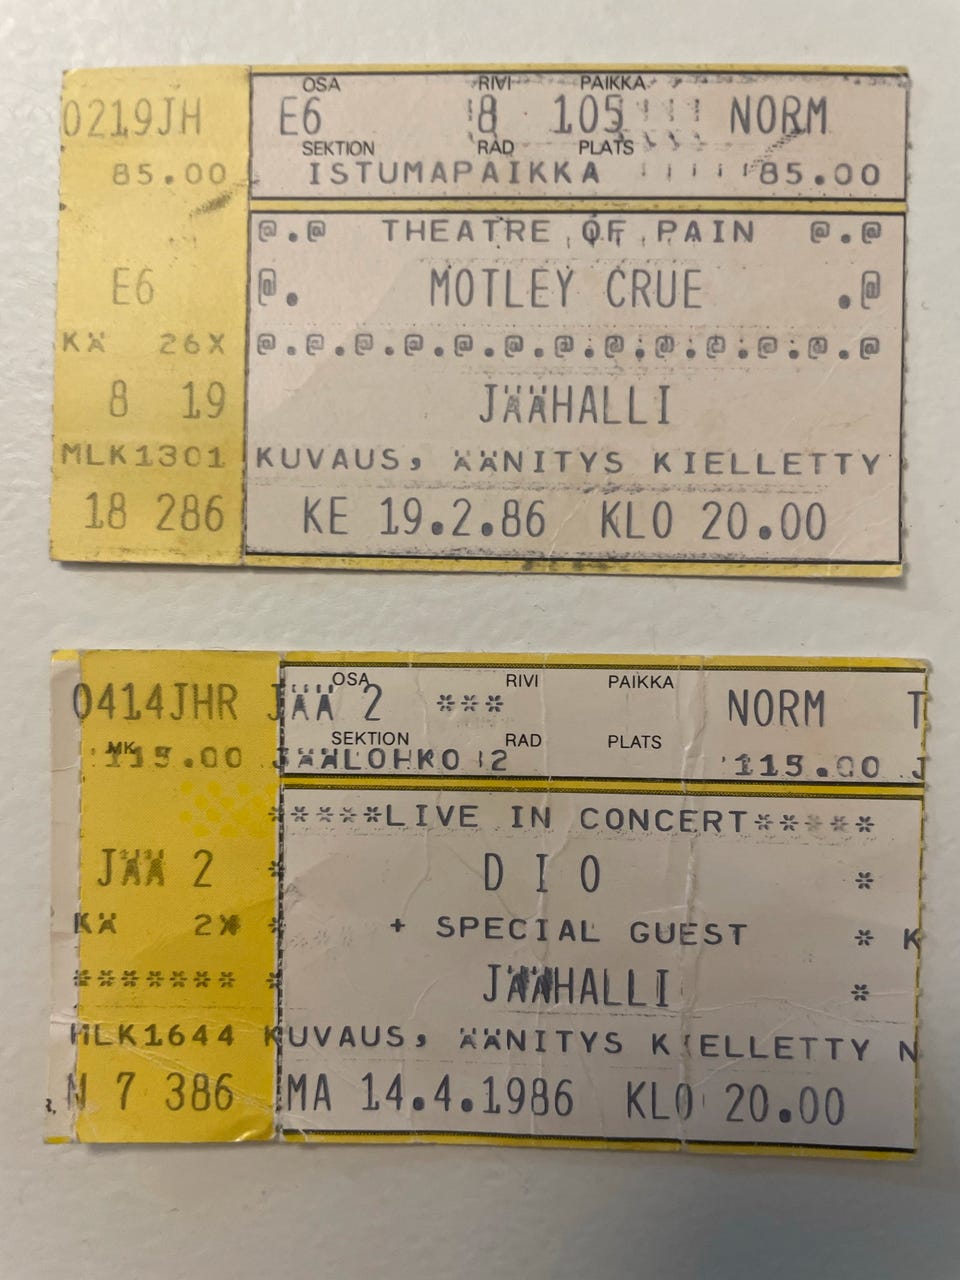 0219JH
85.00
E6
KÄ 26X
8 19
MLK1301
18 286
OSA RIVI PAIKKA
E6 8 105 NORM
SEKTION RAD PLATS
ISTUMAPAIKKA 85.00
@.@ THEATRE OF PAIN @.@
@. MOTLEY CRUE .@
@.@.@.@.@.@.@.@.@.@.@.@.@
JÄÄHALLI
KUVAUS, ÄÄNITYS KIELLETTY
KE 19.2.86 KLO 20.00
0414JHR
MK
115.00
JÄÄ 2
KÄ 2X
*******
MLK1644
N 7 386
OSA RIVI PAIKKA
JÄÄ 2 *** NORM T
SEKTION RAD PLATS
JÄÄLOHKO 2 115.00 J
*****LIVE IN CONCERT*****
* D I O *
* + SPECIAL GUEST * K
* JÄÄHALLI *
KUVAUS, ÄÄNITYS KIELLETTY N
MA 14.4.1986 KLO 20.00